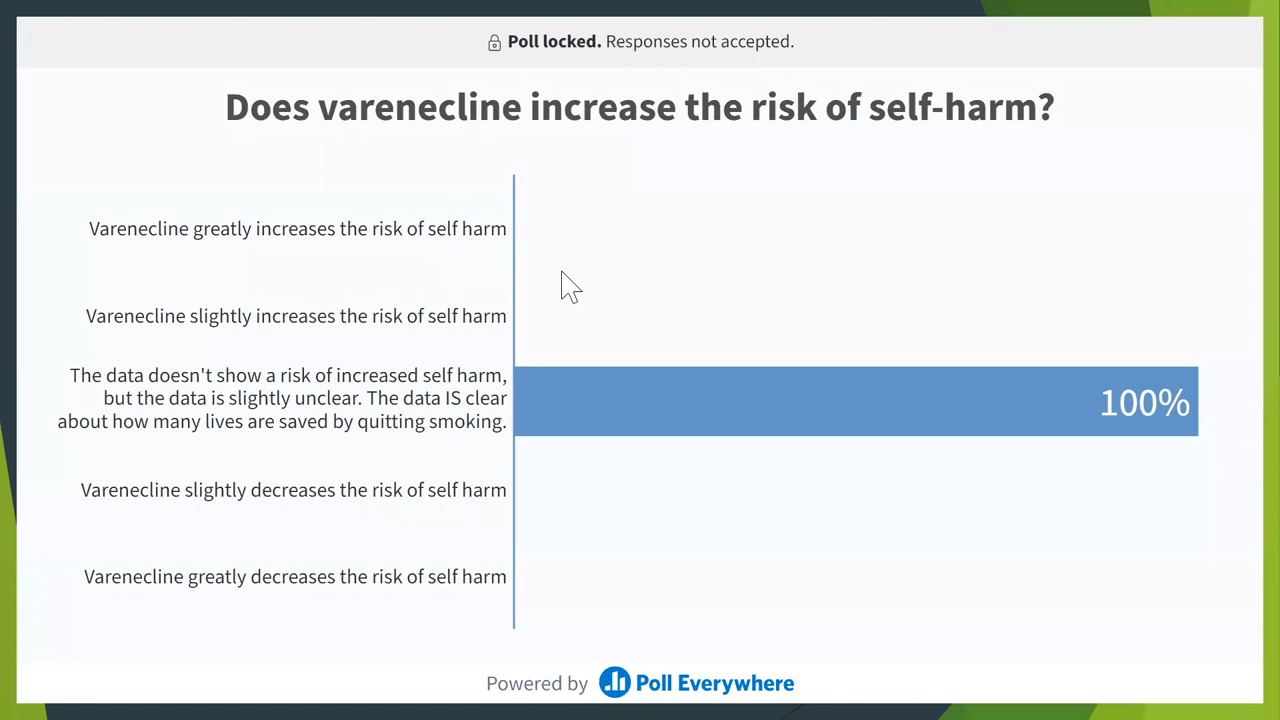 Poll locked. Responses not accepted.
Does varenecline increase the risk of self-harm?
Varenecline greatly increases the risk of self harm
Varenecline slightly increases the risk of self harm
The data doesn't show a risk of increased self harm,
but the data is slightly unclear. The data IS clear
about how many lives are saved by quitting smoking.
100%
Varenecline slightly decreases the risk of self harm
Varenecline greatly decreases the risk of self harm
Powered by Poll Everywhere